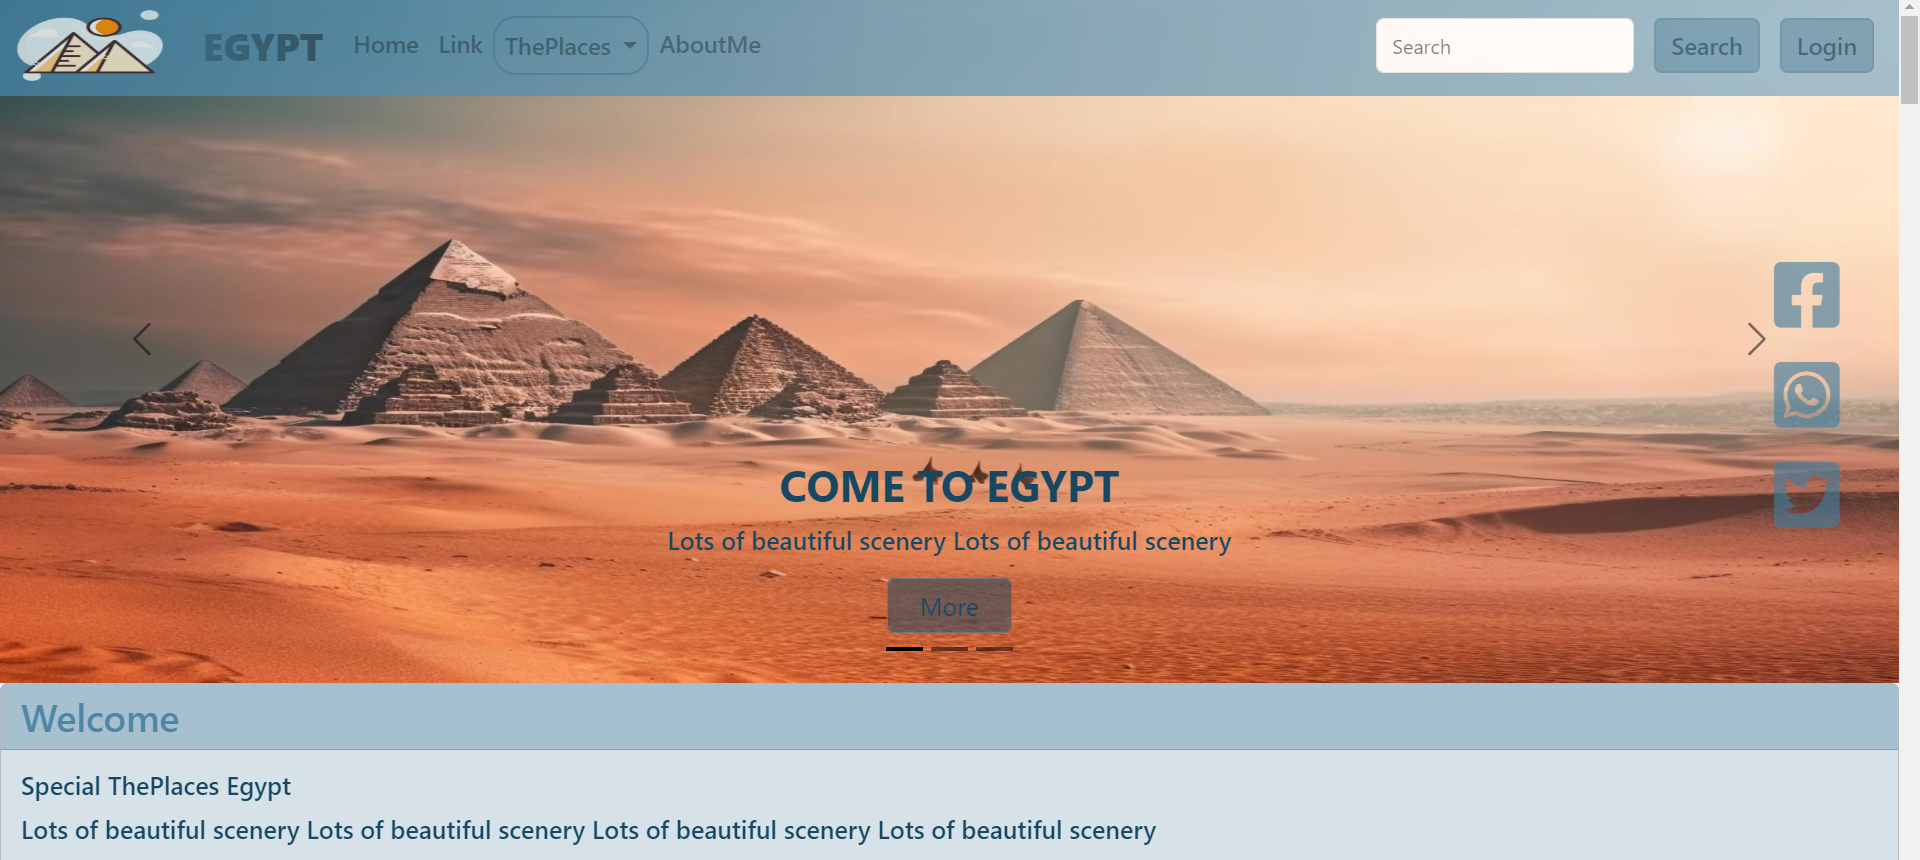 EGYPT
Home
Link
ThePlaces
AboutMe
Search
Search
Login
COME TO EGYPT
Lots of beautiful scenery Lots of beautiful scenery
More
Welcome
Special ThePlaces Egypt
Lots of beautiful scenery Lots of beautiful scenery Lots of beautiful scenery Lots of beautiful scenery